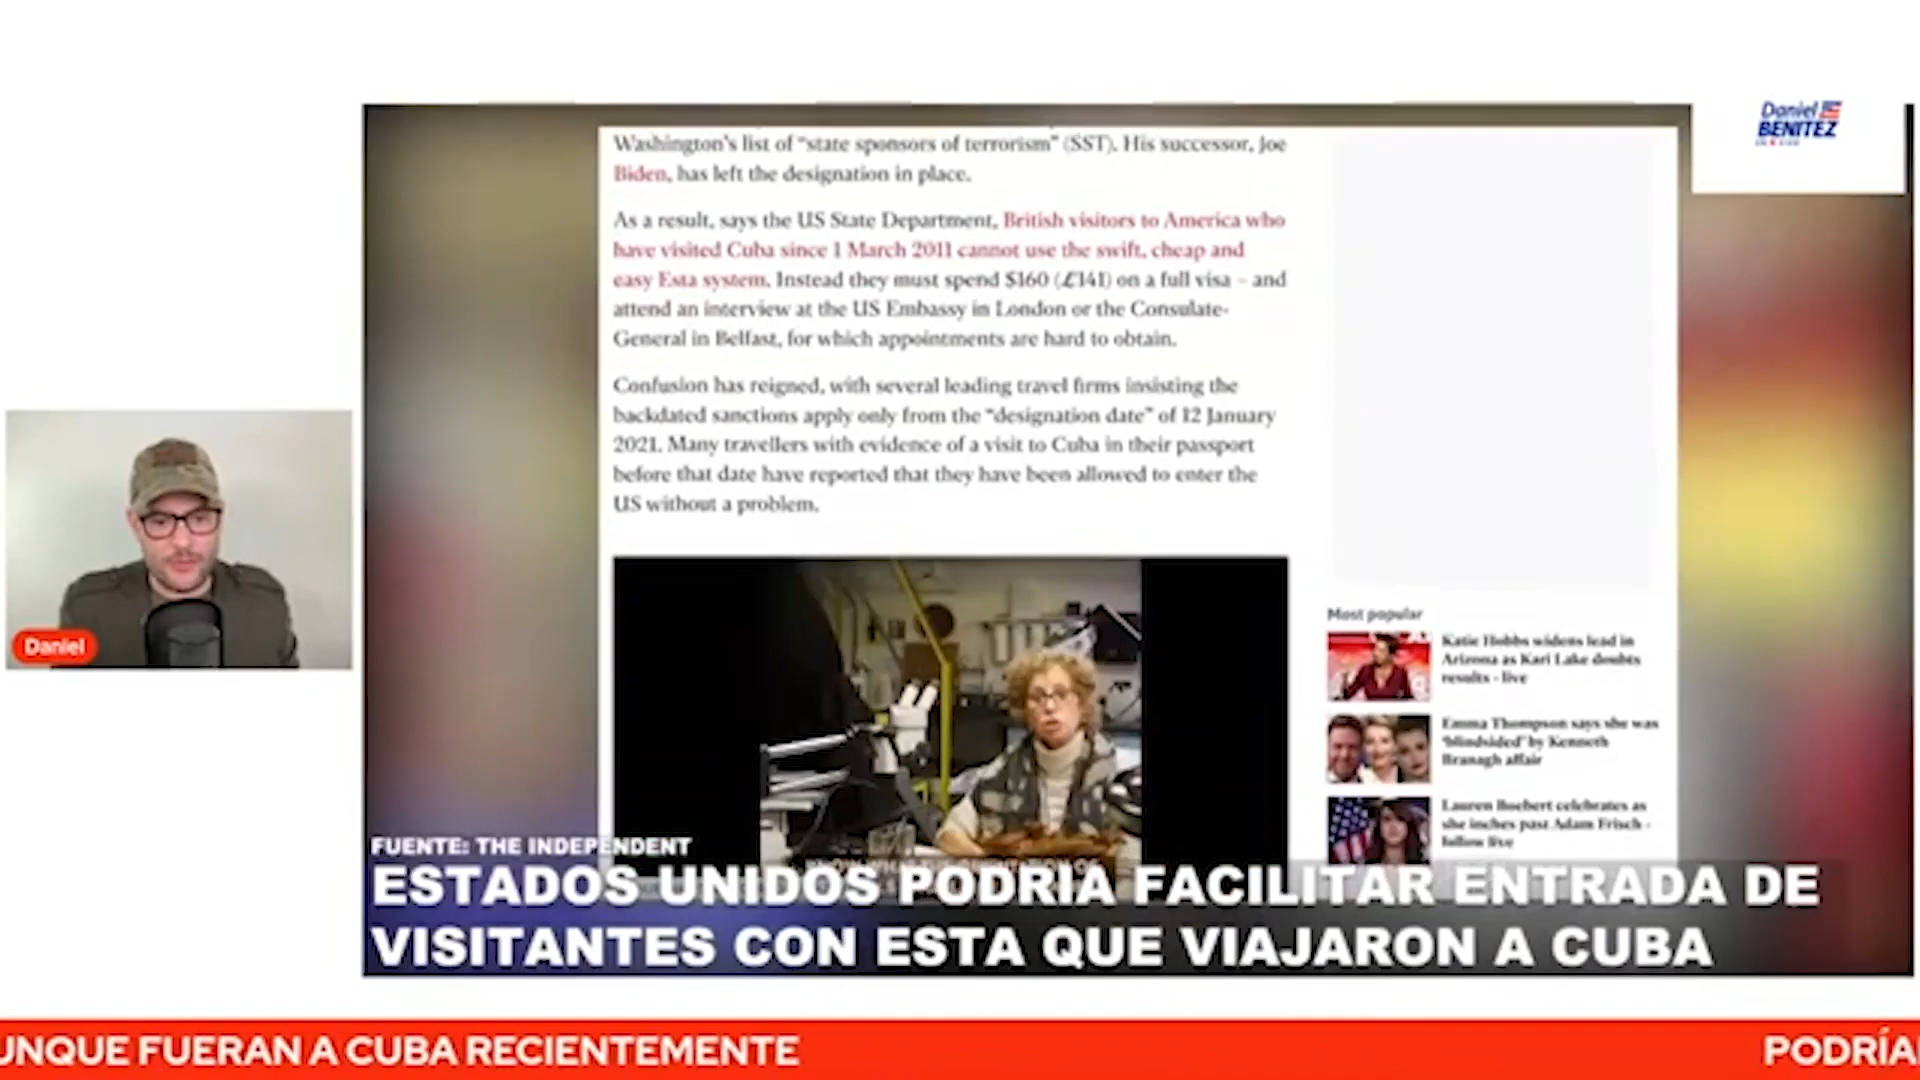 Daniel
BENITEZ
Washington's list of “state sponsors of terrorism” (SST). His successor, Joe
Biden, has left the designation in place.
As a result, says the US State Department, British visitors to America who
have visited Cuba since 1 March 2011 cannot use the swift, cheap and
easy Esta system. Instead they must spend $160 (£141) on a full visa – and
attend an interview at the US Embassy in London or the Consulate-
General in Belfast, for which appointments are hard to obtain.
Confusion has reigned, with several leading travel firms insisting the
backdated sanctions apply only from the “designation date” of 12 January
2021. Many travellers with evidence of a visit to Cuba in their passport
before that date have reported that they have been allowed to enter the
US without a problem.
Most popular
Katie Hobbs widens lead in
Arizona as Kari Lake doubts
results - live
Emma Thompson says she was
‘blindsided’ by Kenneth
Branagh affair
Lauren Boebert celebrates as
she inches past Adam Frisch -
follow live
Daniel
FUENTE: THE INDEPENDENT
ESTADOS UNIDOS PODRÍA FACILITAR ENTRADA DE
VISITANTES CON ESTA QUE VIAJARON A CUBA
UNQUE FUERAN A CUBA RECIENTEMENTE
PODRÍA